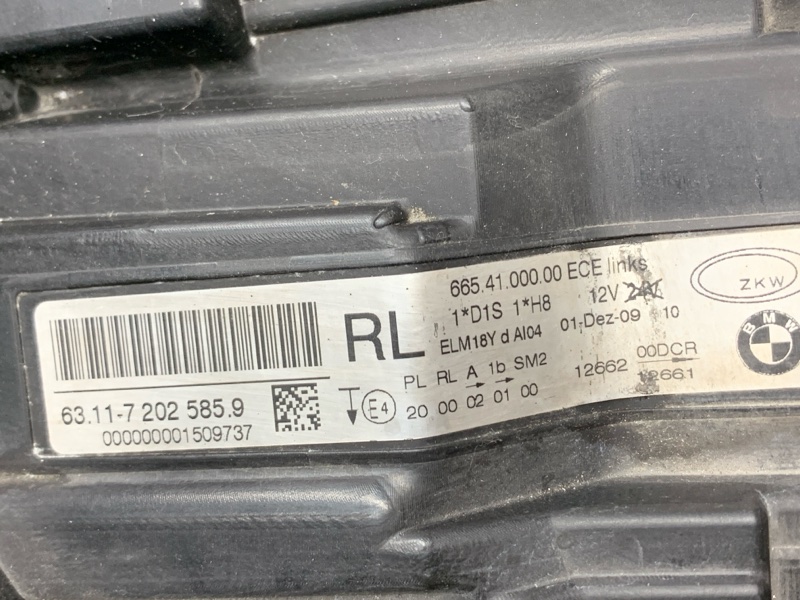 63.11-7 202 585.9
000000001509737
RL
665.41.000.00 ECE links
1*D1S 1*H8 12V
ELM18Y d AI04 01-Dez-09 10
PL RL A 1b SM2
20 00 02 01 00
E4
12662
00DCR
12661
ZKW
BMW